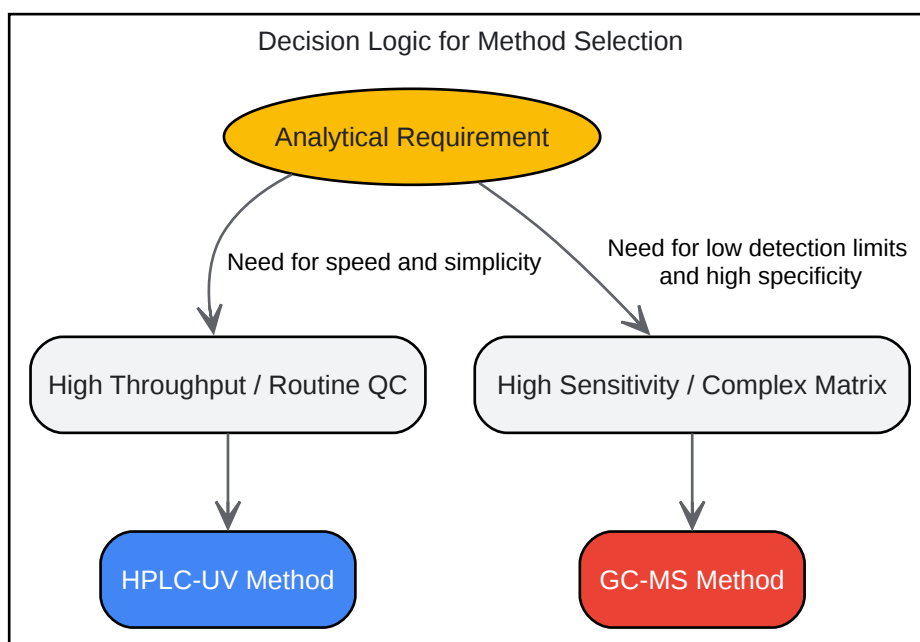 Decision Logic for Method Selection
Analytical Requirement
Need for speed and simplicity
Need for low detection limits
and high specificity
High Throughput / Routine QC
High Sensitivity / Complex Matrix
HPLC-UV Method
GC-MS Method